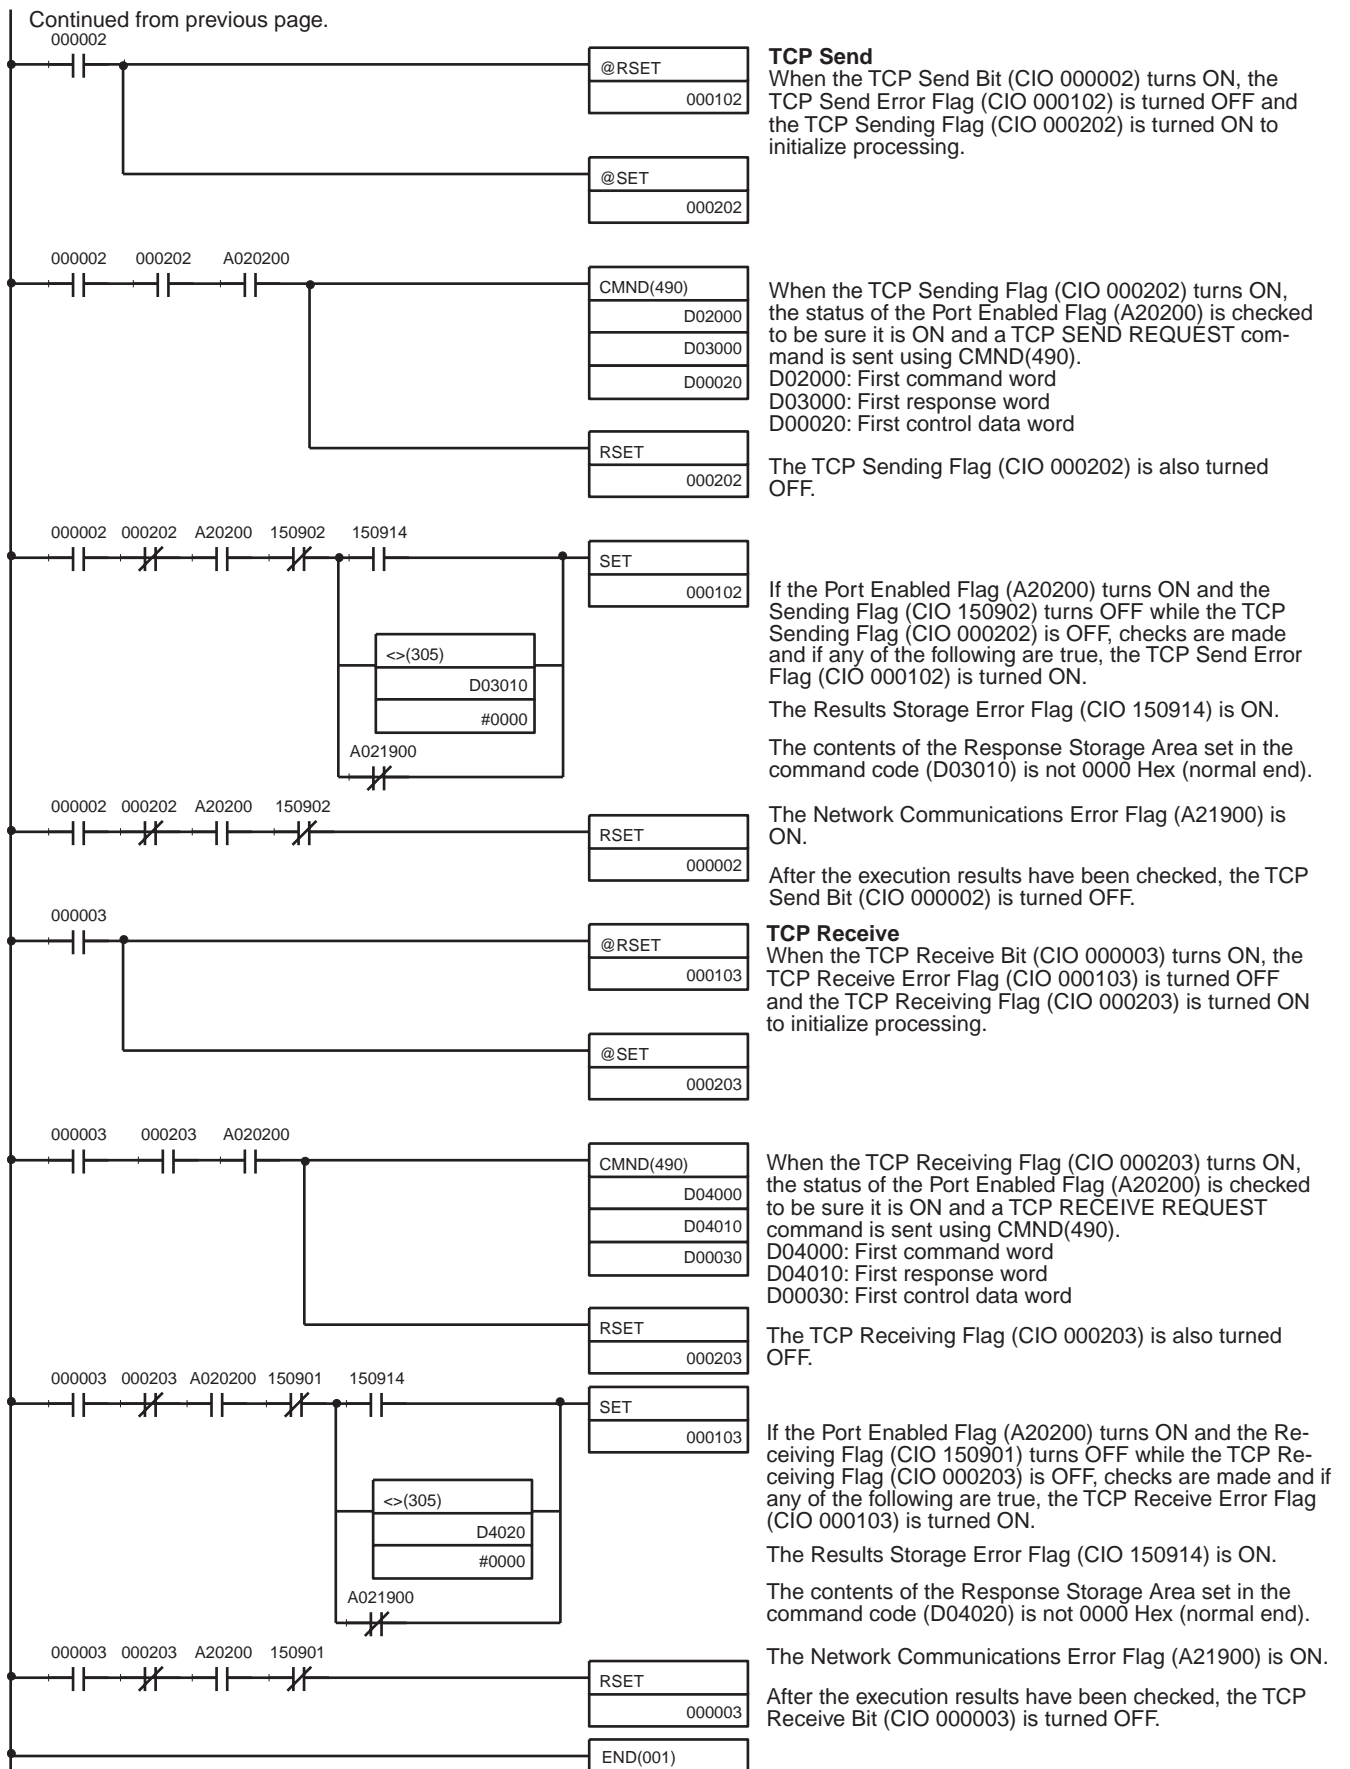 Continued from previous page.
000002
@RSET
000102
@SET
000202
TCP Send
When the TCP Send Bit (CIO 000002) turns ON, the
TCP Send Error Flag (CIO 000102) is turned OFF and
the TCP Sending Flag (CIO 000202) is turned ON to
initialize processing.
000002 000202 A020200
CMND(490)
D02000
D03000
D00020
RSET
000202
When the TCP Sending Flag (CIO 000202) turns ON,
the status of the Port Enabled Flag (A20200) is checked
to be sure it is ON and a TCP SEND REQUEST com-
mand is sent using CMND(490).
D02000: First command word
D03000: First response word
D00020: First control data word
The TCP Sending Flag (CIO 000202) is also turned
OFF.
000002 000202 A20200 150902 150914
SET
000102
<>(305)
D03010
#0000
A021900
If the Port Enabled Flag (A20200) turns ON and the
Sending Flag (CIO 150902) turns OFF while the TCP
Sending Flag (CIO 000202) is OFF, checks are made
and if any of the following are true, the TCP Send Error
Flag (CIO 000102) is turned ON.
The Results Storage Error Flag (CIO 150914) is ON.
The contents of the Response Storage Area set in the
command code (D03010) is not 0000 Hex (normal end).
000002 000202 A20200 150902
RSET
000002
The Network Communications Error Flag (A21900) is
ON.
After the execution results have been checked, the TCP
Send Bit (CIO 000002) is turned OFF.
000003
@RSET
000103
@SET
000203
TCP Receive
When the TCP Receive Bit (CIO 000003) turns ON, the
TCP Receive Error Flag (CIO 000103) is turned OFF
and the TCP Receiving Flag (CIO 000203) is turned ON
to initialize processing.
000003 000203 A020200
CMND(490)
D04000
D04010
D00030
RSET
000203
When the TCP Receiving Flag (CIO 000203) turns ON,
the status of the Port Enabled Flag (A20200) is checked
to be sure it is ON and a TCP RECEIVE REQUEST
command is sent using CMND(490).
D04000: First command word
D04010: First response word
D00030: First control data word
The TCP Receiving Flag (CIO 000203) is also turned
OFF.
000003 000203 A020200 150901 150914
SET
000103
<>(305)
D4020
#0000
A021900
If the Port Enabled Flag (A20200) turns ON and the Re-
ceiving Flag (CIO 150901) turns OFF while the TCP Re-
ceiving Flag (CIO 000203) is OFF, checks are made and if
any of the following are true, the TCP Receive Error Flag
(CIO 000103) is turned ON.
The Results Storage Error Flag (CIO 150914) is ON.
The contents of the Response Storage Area set in the
command code (D04020) is not 0000 Hex (normal end).
000003 000203 A20200 150901
RSET
000003
The Network Communications Error Flag (A21900) is ON.
After the execution results have been checked, the TCP
Receive Bit (CIO 000003) is turned OFF.
END(001)